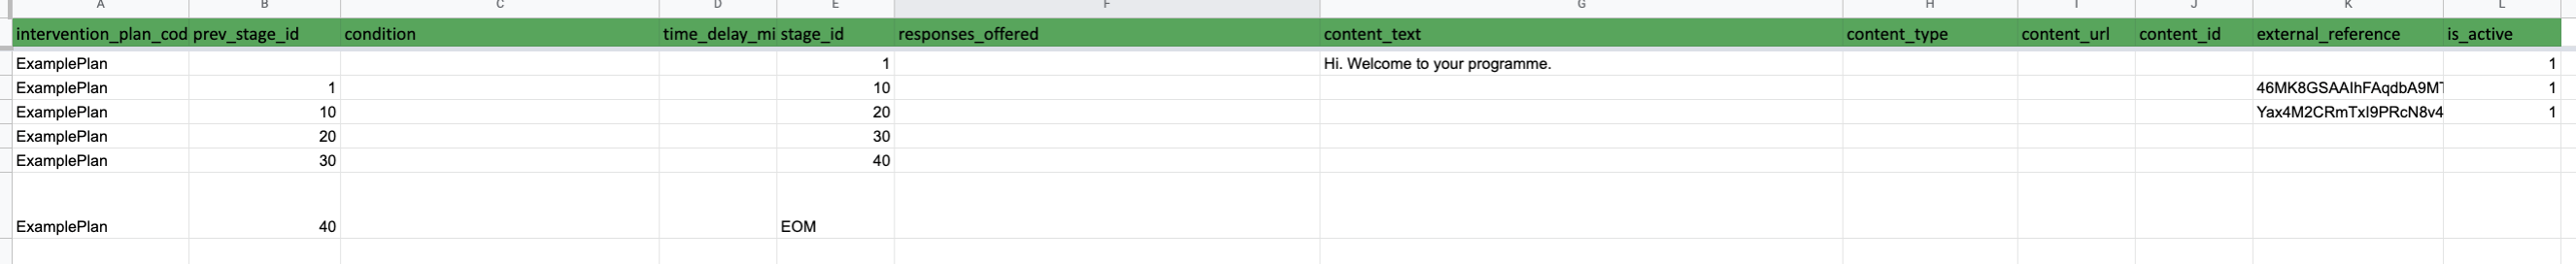 A B C D E F G H I J K L
intervention_plan_cod prev_stage_id condition time_delay_mi stage_id responses_offered content_text content_type content_url content_id external_reference is_active
ExamplePlan 1 Hi. Welcome to your programme. 1
ExamplePlan 1 10 46MK8GSAAIhFAqdbA9MT 1
ExamplePlan 10 20 Yax4M2CRmTxI9PRcN8v4 1
ExamplePlan 20 30
ExamplePlan 30 40
ExamplePlan 40 EOM